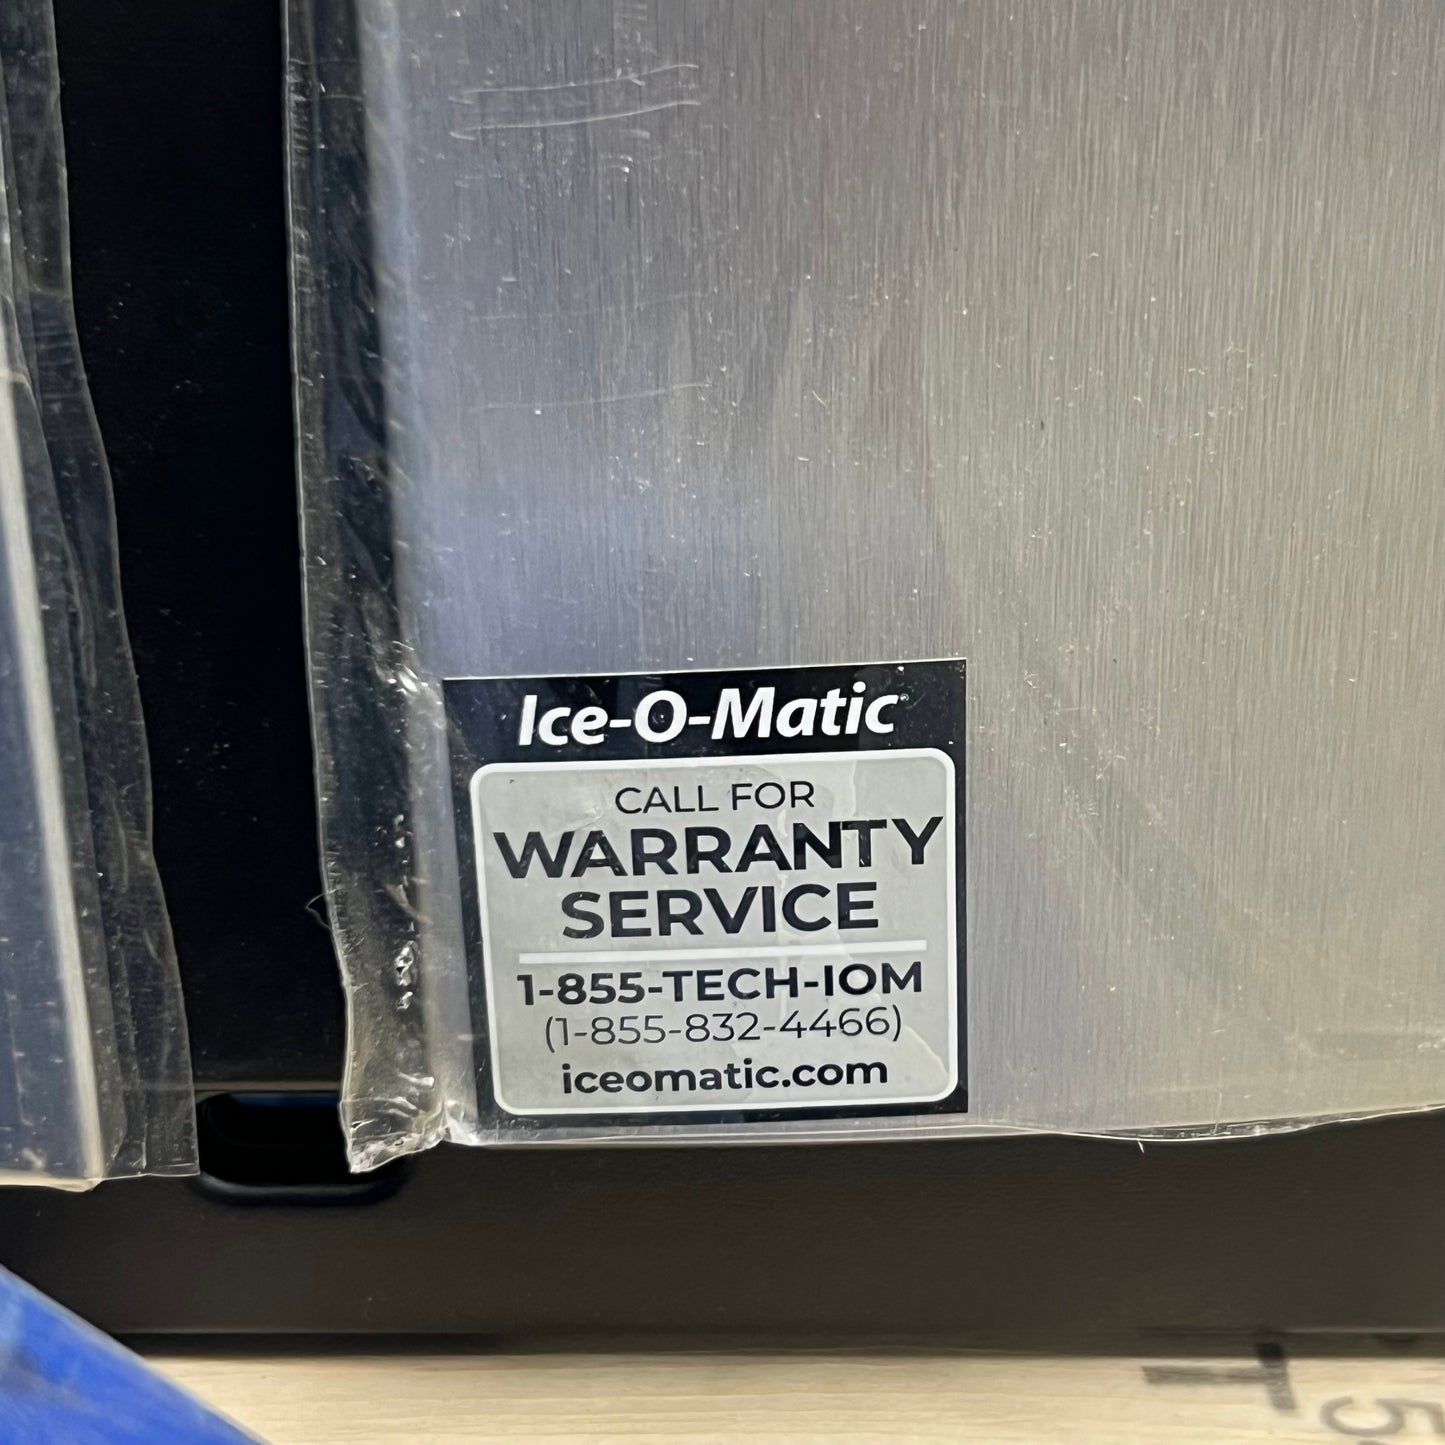 Ice-O-Matic
CALL FOR
WARRANTY
SERVICE
1-855-TECH-IOM
(1-855-832-4466)
iceomatic.com